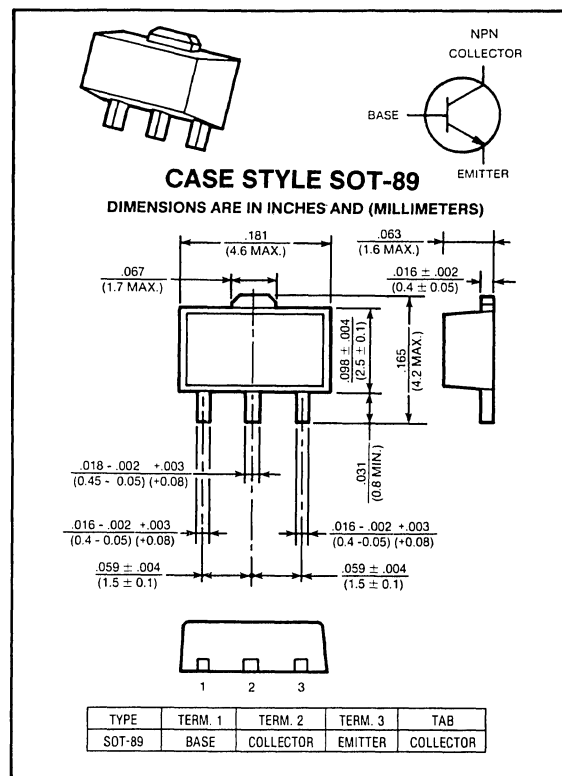 NPN
COLLECTOR
BASE
EMITTER
CASE STYLE SOT-89
DIMENSIONS ARE IN INCHES AND (MILLIMETERS)
.181
(4.6 MAX.)
.063
(1.6 MAX.)
.067
(1.7 MAX.)
.016 ± .002
(0.4 ± 0.05)
.098 ± .004
(2.5 ± 0.1)
.165
(4.2 MAX.)
.031
(0.8 MIN.)
.018 - .002 +.003
(0.45 - 0.05) (+0.08)
.016 -.002 +.003
(0.4 -0.05) (+0.08)
.016 -.002 +.003
(0.4 -0.05) (+0.08)
.059 ± .004
(1.5 ± 0.1)
.059 ± .004
(1.5 ± 0.1)
1 2 3
TYPE TERM. 1 TERM. 2 TERM. 3 TAB
SOT-89 BASE COLLECTOR EMITTER COLLECTOR